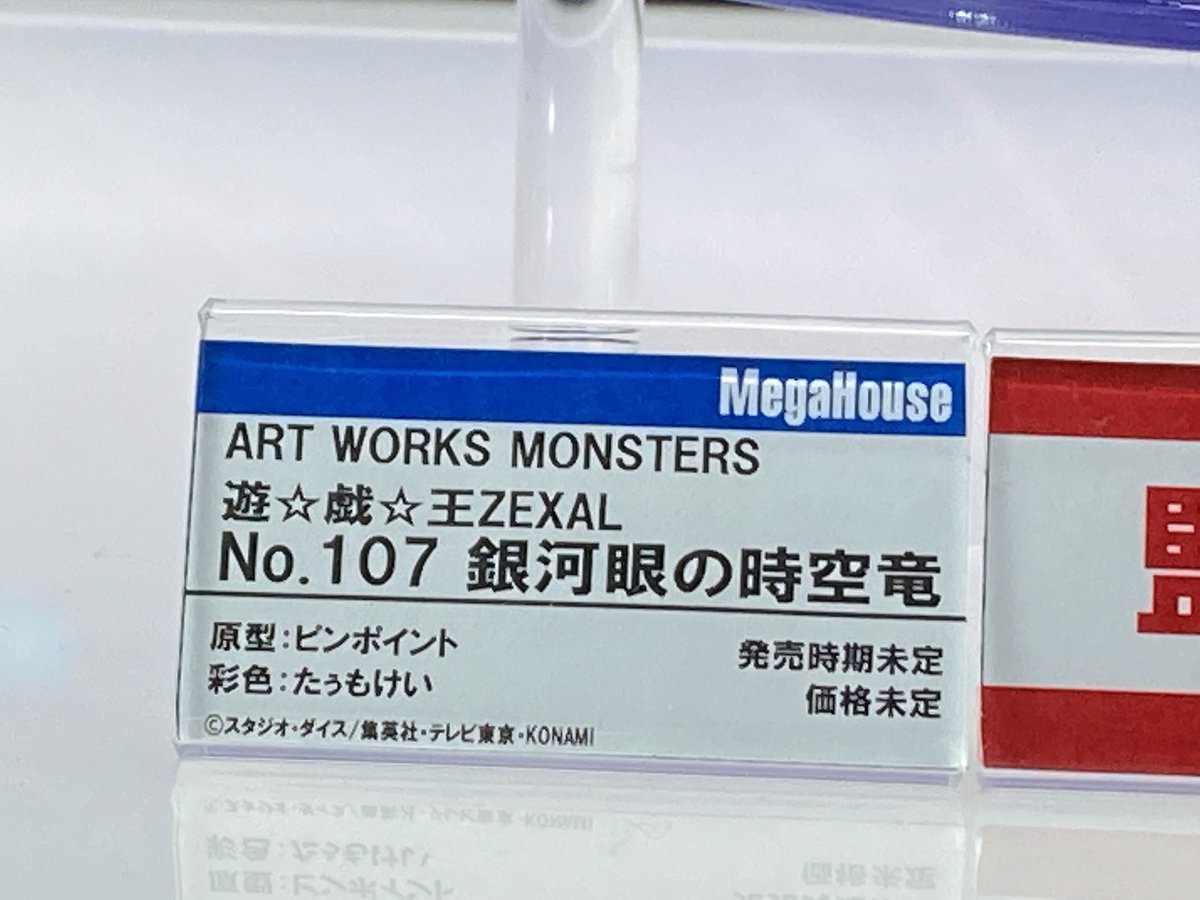 MegaHouse
ART WORKS MONSTERS
遊☆戯☆王ZEXAL
No.107 銀河眼の時空竜
原型:ピンポイント
発売時期未定
彩色:たぅもけい
価格未定
©スタジオ・ダイス/集英社・テレビ東京・KONAMI
監